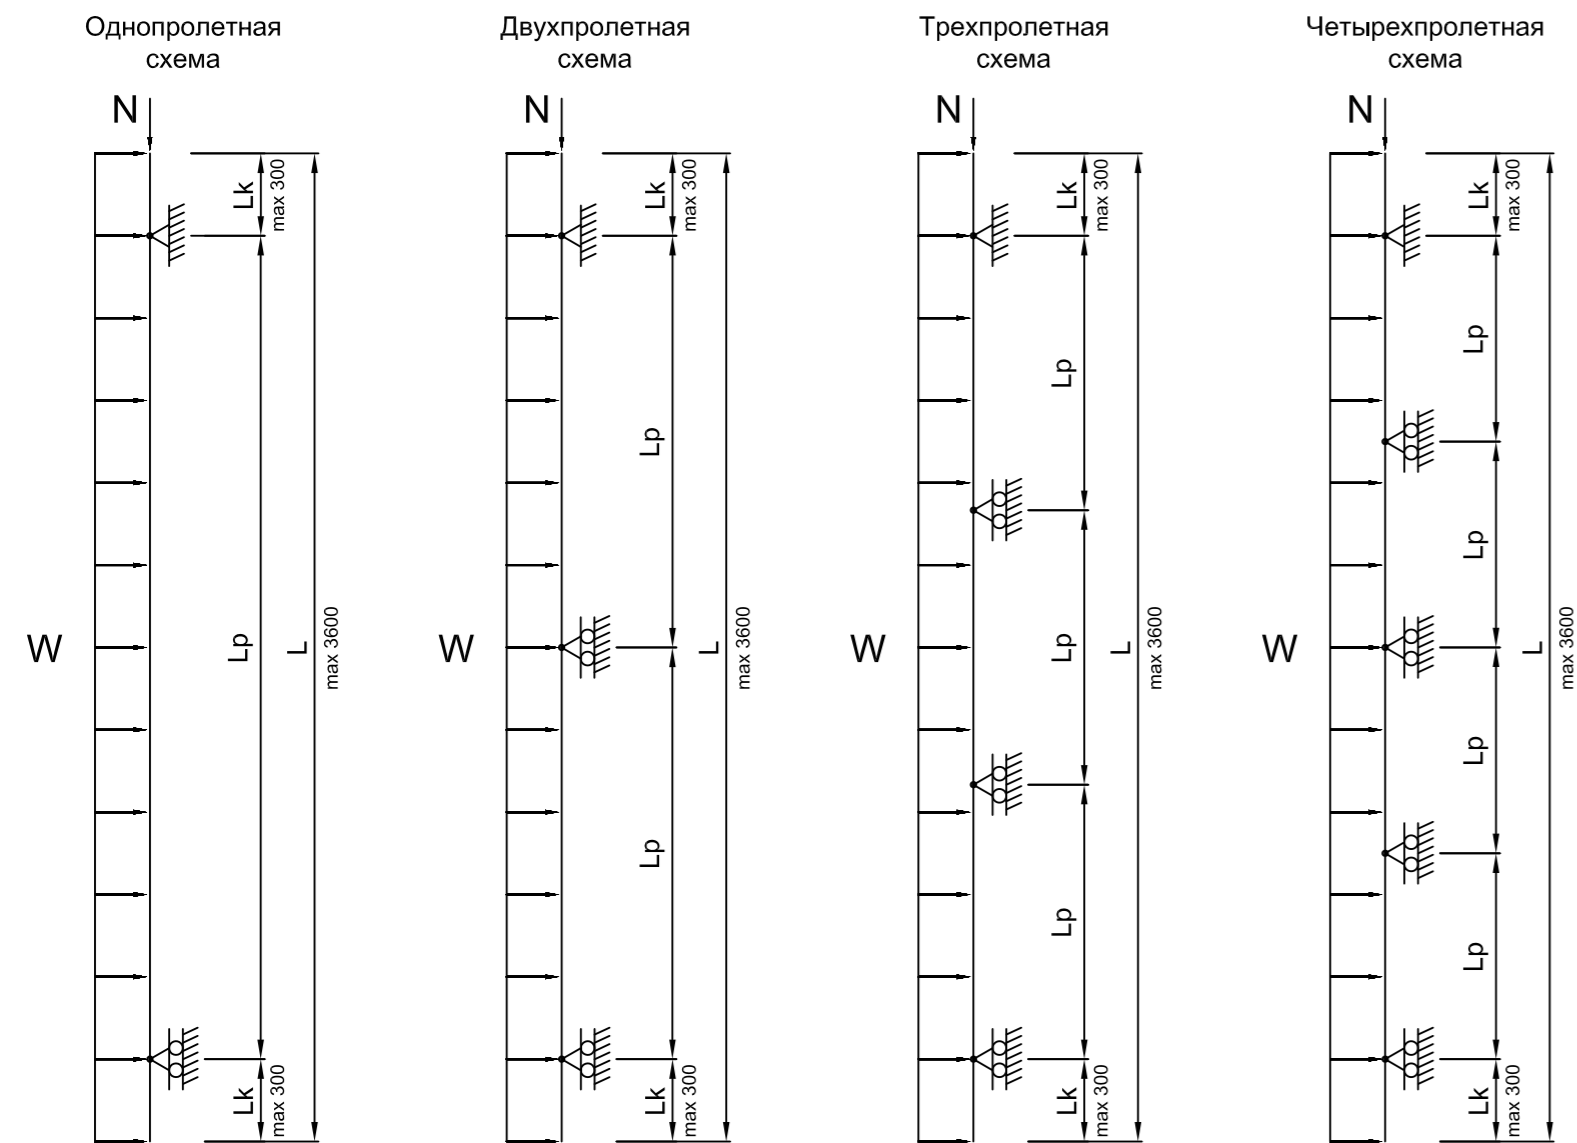 Однопролетная
схема
N
Lk
max 300
W
Lp
L
max 3600
Lk
max 300
Двухпролетная
схема
N
Lk
max 300
Lp
W
L
max 3600
Lp
Lk
max 300
Трехпролетная
схема
N
Lk
max 300
Lp
W
Lp
L
max 3600
Lp
Lk
max 300
Четырехпролетная
схема
N
Lk
max 300
Lp
Lp
W
L
max 3600
Lp
Lp
Lk
max 300